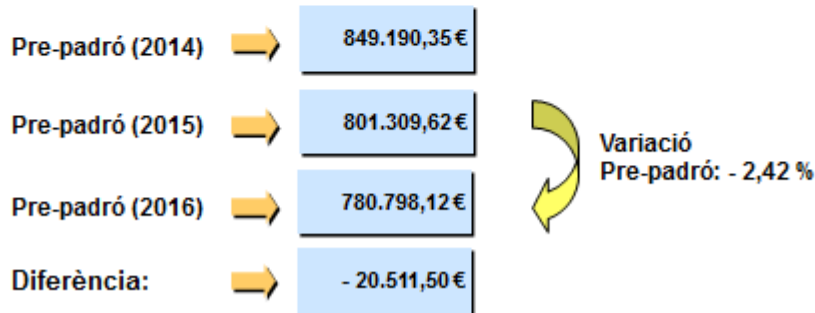 Pre-padró (2014) 849.190,35 €
Pre-padró (2015) 801.309,62 €
Variació
Pre-padró: - 2,42 %
Pre-padró (2016) 780.798,12 €
Diferència: - 20.511,50 €